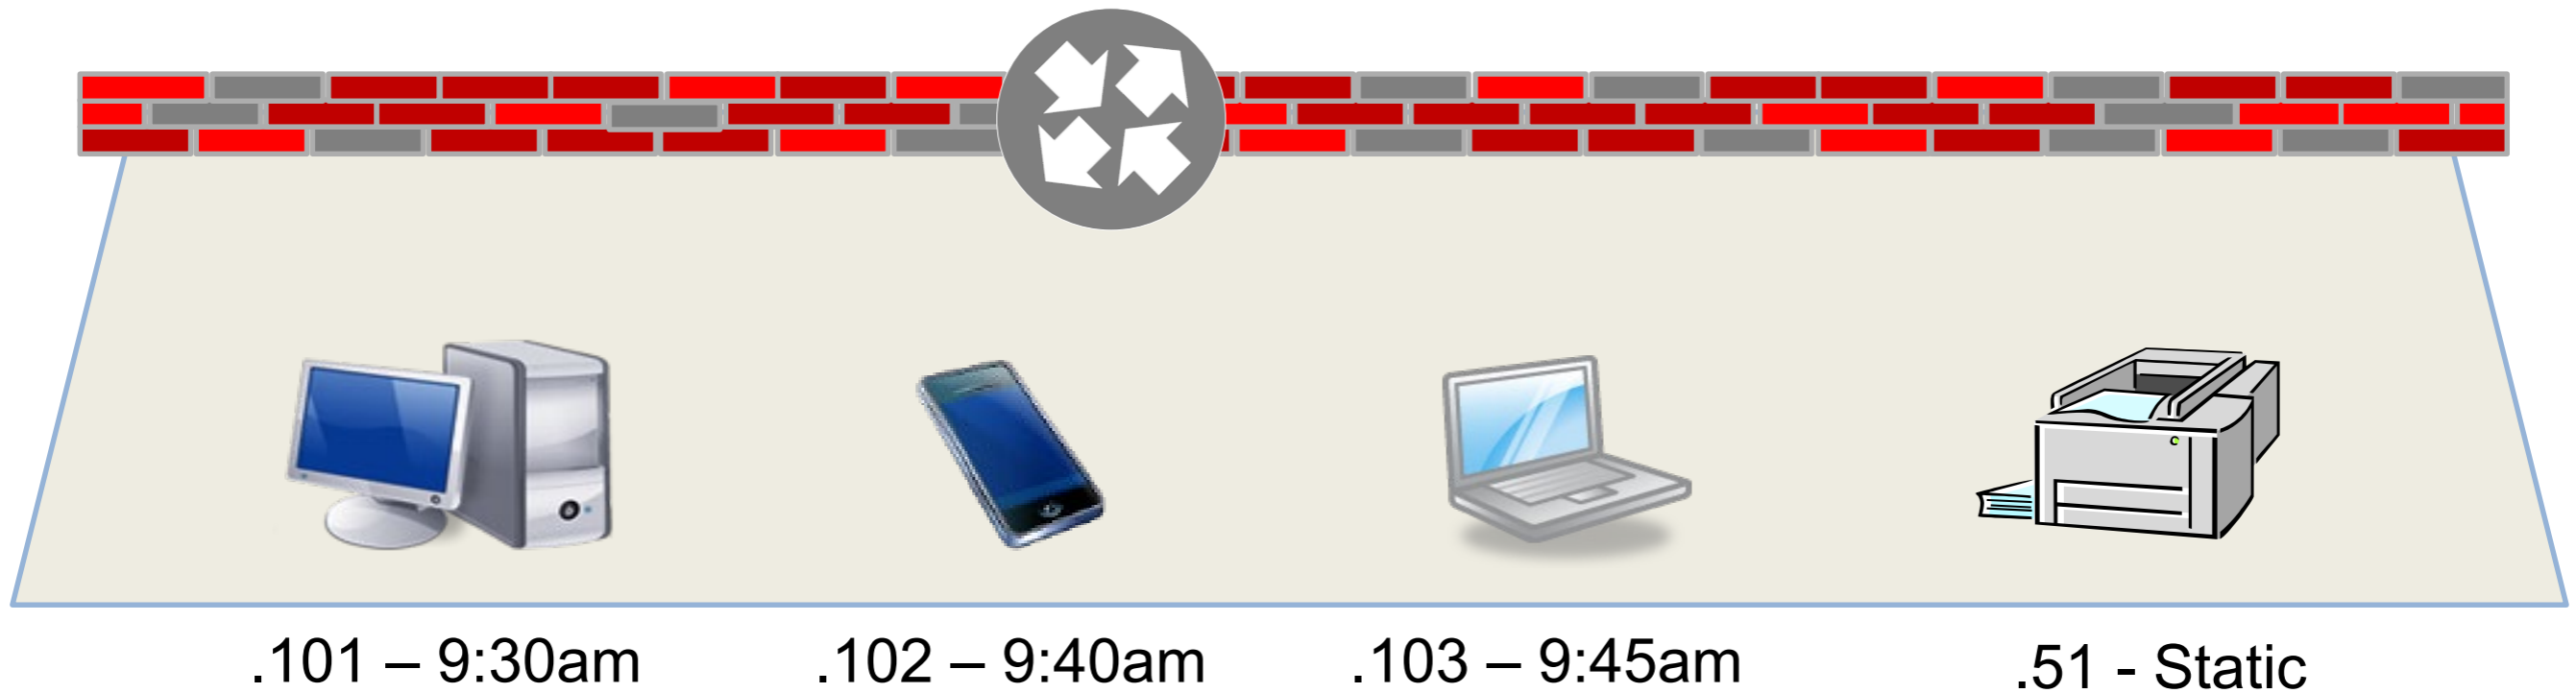 .101 – 9:30am
.102 – 9:40am
.103 – 9:45am
.51 - Static